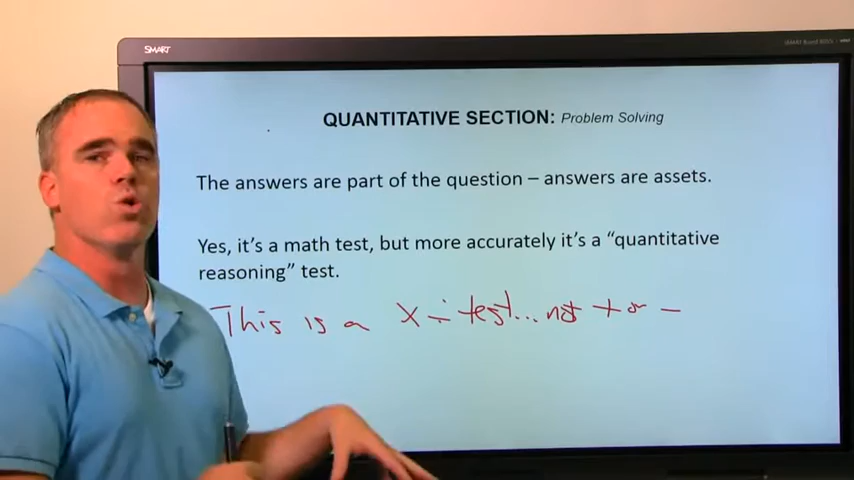 SMART
QUANTITATIVE SECTION: Problem Solving
The answers are part of the question – answers are assets.
Yes, it's a math test, but more accurately it's a "quantitative
reasoning" test.
This is a × ÷ test... not + or −